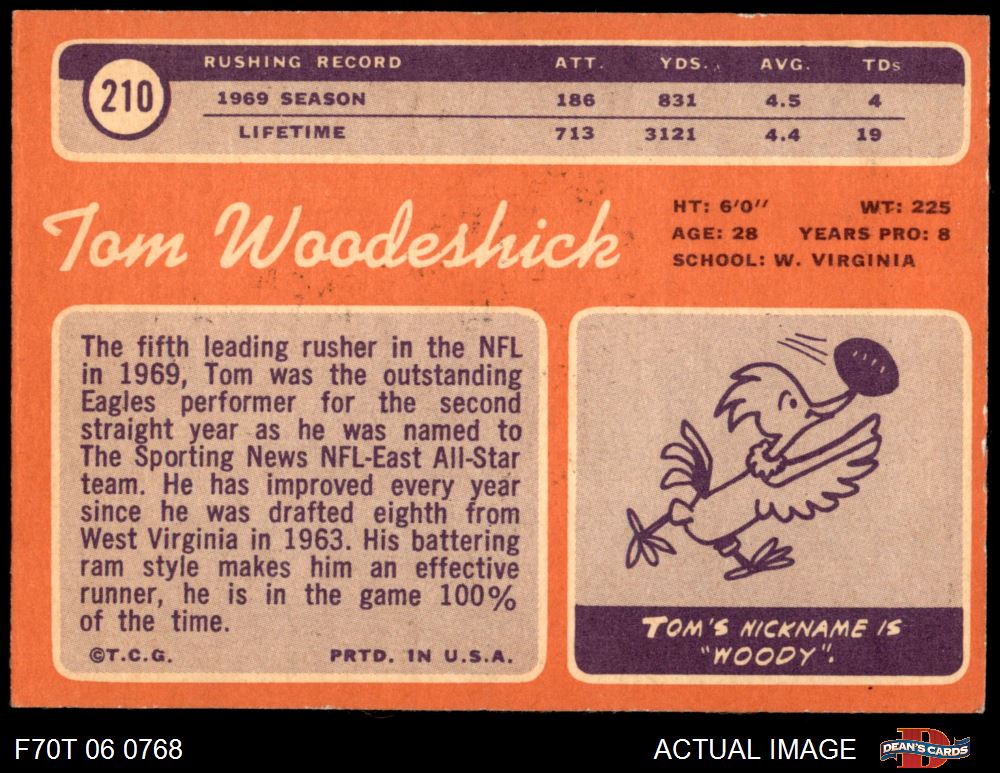 210
RUSHING RECORD ATT. YDS. AVG. TDs
1969 SEASON 186 831 4.5 4
LIFETIME 713 3121 4.4 19
Tom Woodeshick
HT: 6'0" WT: 225
AGE: 28 YEARS PRO: 8
SCHOOL: W. VIRGINIA
The fifth leading rusher in the NFL
in 1969, Tom was the outstanding
Eagles performer for the second
straight year as he was named to
The Sporting News NFL-East All-Star
team. He has improved every year
since he was drafted eighth from
West Virginia in 1963. His battering
ram style makes him an effective
runner, he is in the game 100%
of the time.
©T.C.G. PRTD. IN U.S.A.
TOM'S NICKNAME IS
"WOODY".
F70T 06 0768 ACTUAL IMAGE DEAN'S CARDS